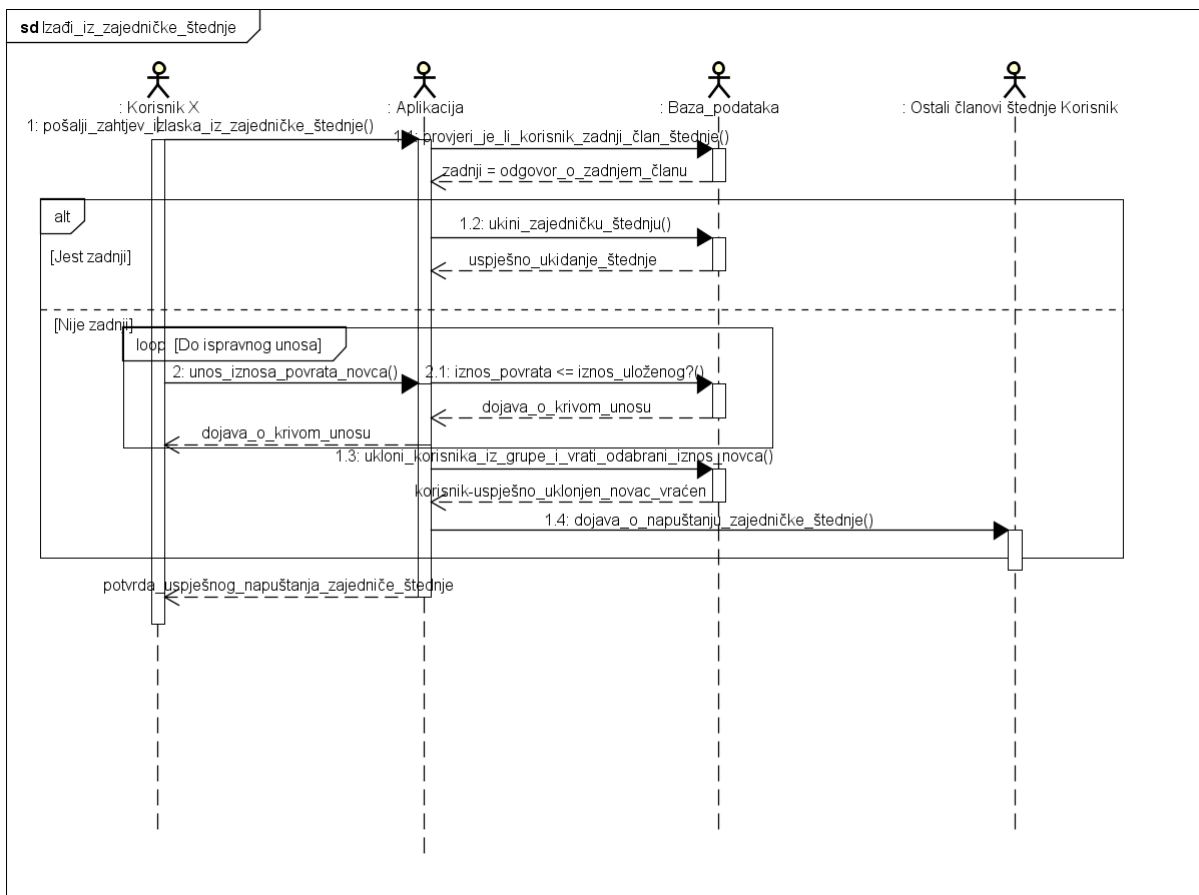 sd Izađi_iz_zajedničke_štednje
: Korisnik X
: Aplikacija
: Baza_podataka
: Ostali članovi štednje Korisnik
1: pošalji_zahtjev_izlaska_iz_zajedničke_štednje()
1.1: provjeri_je_li_korisnik_zadnji_član_štednje()
zadnji = odgovor_o_zadnjem_članu
alt
1.2: ukini_zajedničku_štednju()
[Jest zadnji]
uspješno_ukidanje_štednje
[Nije zadnji]
loop [Do ispravnog unosa]
2: unos_iznosa_povrata_novca()
2.1: iznos_povrata <= iznos_uloženog?()
dojava_o_krivom_unosu
dojava_o_krivom_unosu
1.3: ukloni_korisnika_iz_grupe_i_vrati_odabrani_iznos_novca()
korisnik-uspješno_uklonjen_novac_vraćen
1.4: dojava_o_napuštanju_zajedničke_štednje()
potvrda_uspješnog_napuštanja_zajedniče_štednje